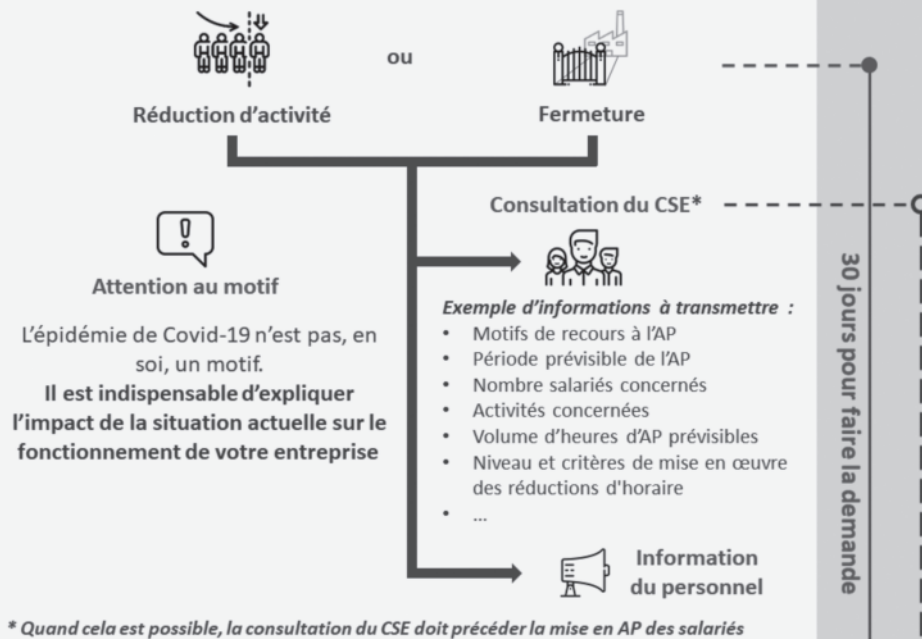 ou
Réduction d'activité
Fermeture
Consultation du CSE*
Attention au motif
L'épidémie de Covid-19 n'est pas, en
soi, un motif.
Il est indispensable d'expliquer
l'impact de la situation actuelle sur le
fonctionnement de votre entreprise
Exemple d'informations à transmettre :
• Motifs de recours à l'AP
• Période prévisible de l'AP
• Nombre salariés concernés
• Activités concernées
• Volume d'heures d'AP prévisibles
• Niveau et critères de mise en œuvre
des réductions d'horaire
• ...
Information
du personnel
30 jours pour faire la demande
* Quand cela est possible, la consultation du CSE doit précéder la mise en AP des salariés